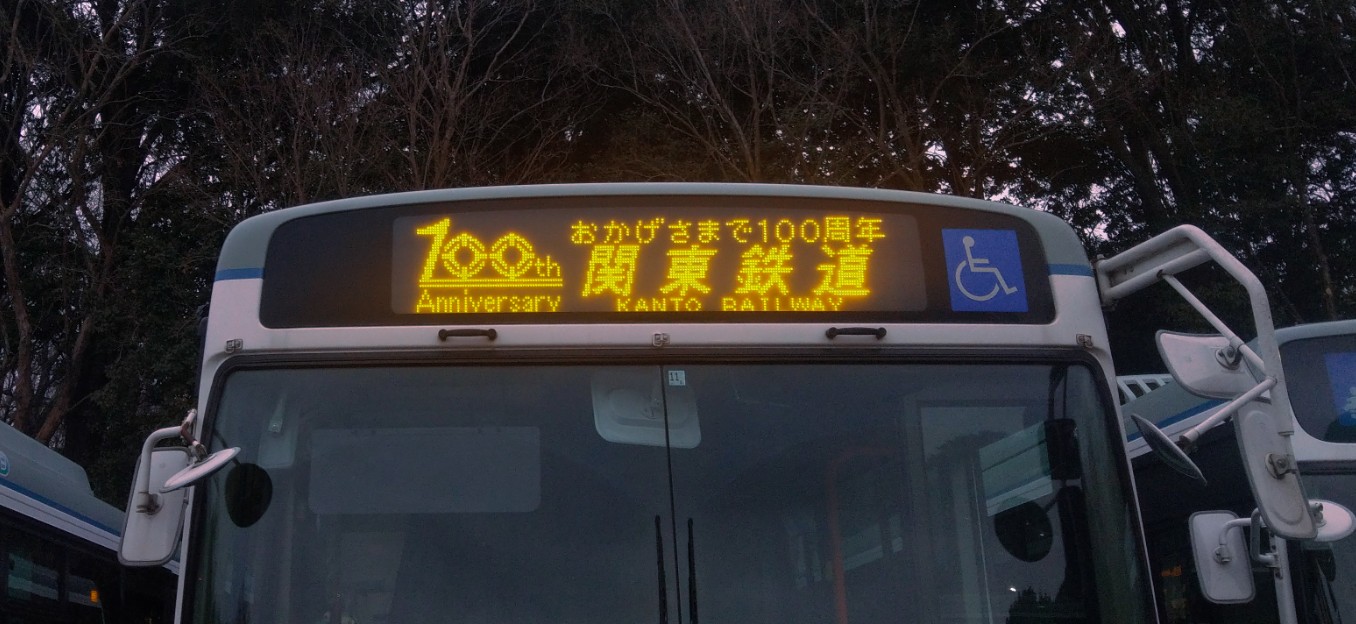 100th
Anniversary
おかげさまで100周年
関東鉄道
KANTO RAILWAY
11